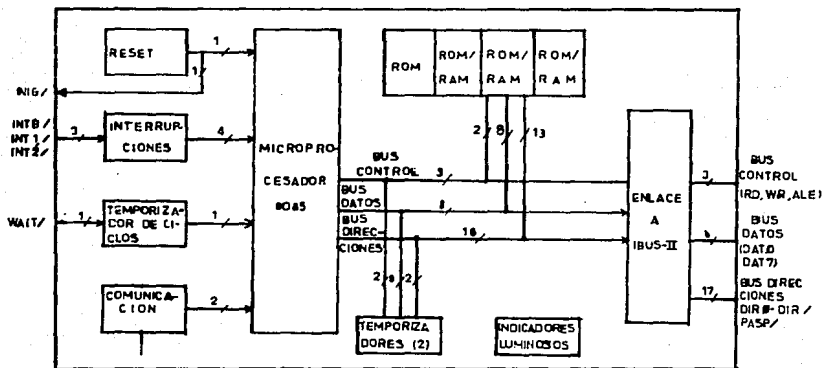 RESET
1
1
INIG/
INT0/
INT1/
INT2/
3
INTERRUP-
CIONES
4
WAIT/
1
TEMPORIZA-
DOR DE CI-
CLOS
1
COMUNICA-
CION
2
MICROPRO-
CESADOR
8085
ROM
ROM/
RAM
ROM/
RAM
ROM/
RAM
2
8
13
BUS
CONTROL
3
BUS
DATOS
8
BUS
DIREC-
CIONES
16
2
8
2
TEMPORIZA
DORES (2)
INDICADORES
LUMINOSOS
ENLACE
A
IBUS-II
3
BUS
CONTROL
(RD, WR, ALE)
BUS
DATOS
(DAT0
DAT7)
17
BUS DIREC
CIONES
DIR0-DIR/
PASP/